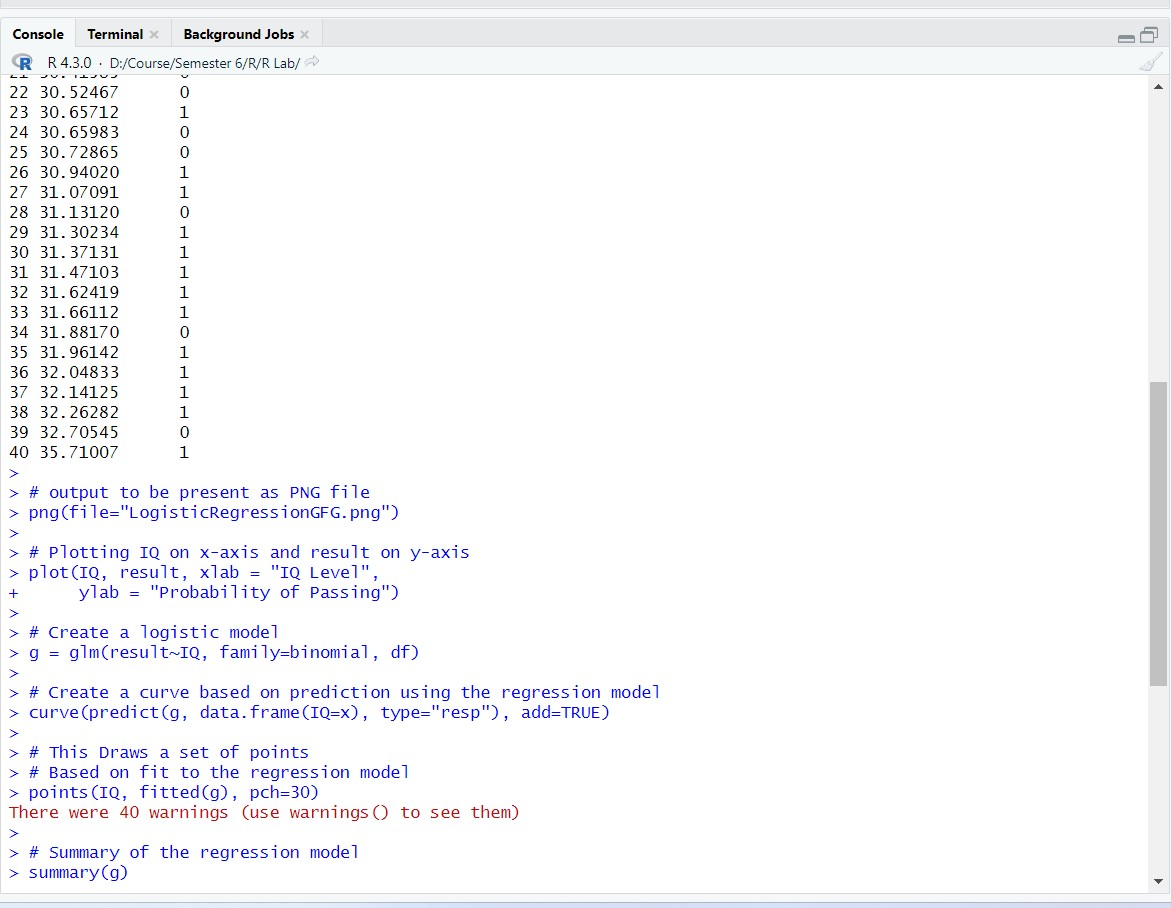 Console Terminal Background Jobs
R 4.3.0 · D:/Course/Semester 6/R/R Lab/
22 30.52467 0
23 30.65712 1
24 30.65983 0
25 30.72865 0
26 30.94020 1
27 31.07091 1
28 31.13120 0
29 31.30234 1
30 31.37131 1
31 31.47103 1
32 31.62419 1
33 31.66112 1
34 31.88170 0
35 31.96142 1
36 32.04833 1
37 32.14125 1
38 32.26282 1
39 32.70545 0
40 35.71007 1
>
> # output to be present as PNG file
> png(file="LogisticRegressionGFG.png")
>
> # Plotting IQ on x-axis and result on y-axis
> plot(IQ, result, xlab = "IQ Level",
+      ylab = "Probability of Passing")
>
> # Create a logistic model
> g = glm(result~IQ, family=binomial, df)
>
> # Create a curve based on prediction using the regression model
> curve(predict(g, data.frame(IQ=x), type="resp"), add=TRUE)
>
> # This Draws a set of points
> # Based on fit to the regression model
> points(IQ, fitted(g), pch=30)
There were 40 warnings (use warnings() to see them)
>
> # Summary of the regression model
> summary(g)